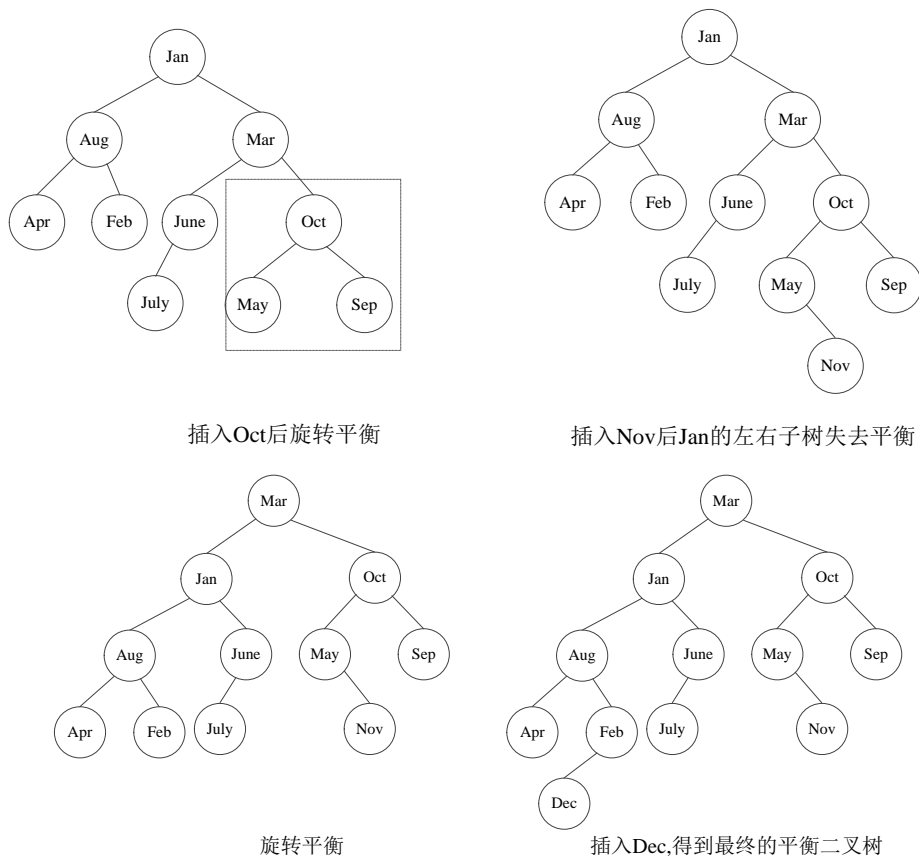 Jan
Aug
Mar
Apr
Feb
June
Oct
July
May
Sep
插入Oct后旋转平衡
Jan
Aug
Mar
Apr
Feb
June
Oct
July
May
Sep
Nov
插入Nov后Jan的左右子树失去平衡
Mar
Jan
Oct
Aug
June
May
Sep
Apr
Feb
July
Nov
旋转平衡
Mar
Jan
Oct
Aug
June
May
Sep
Apr
Feb
July
Nov
Dec
插入Dec,得到最终的平衡二叉树